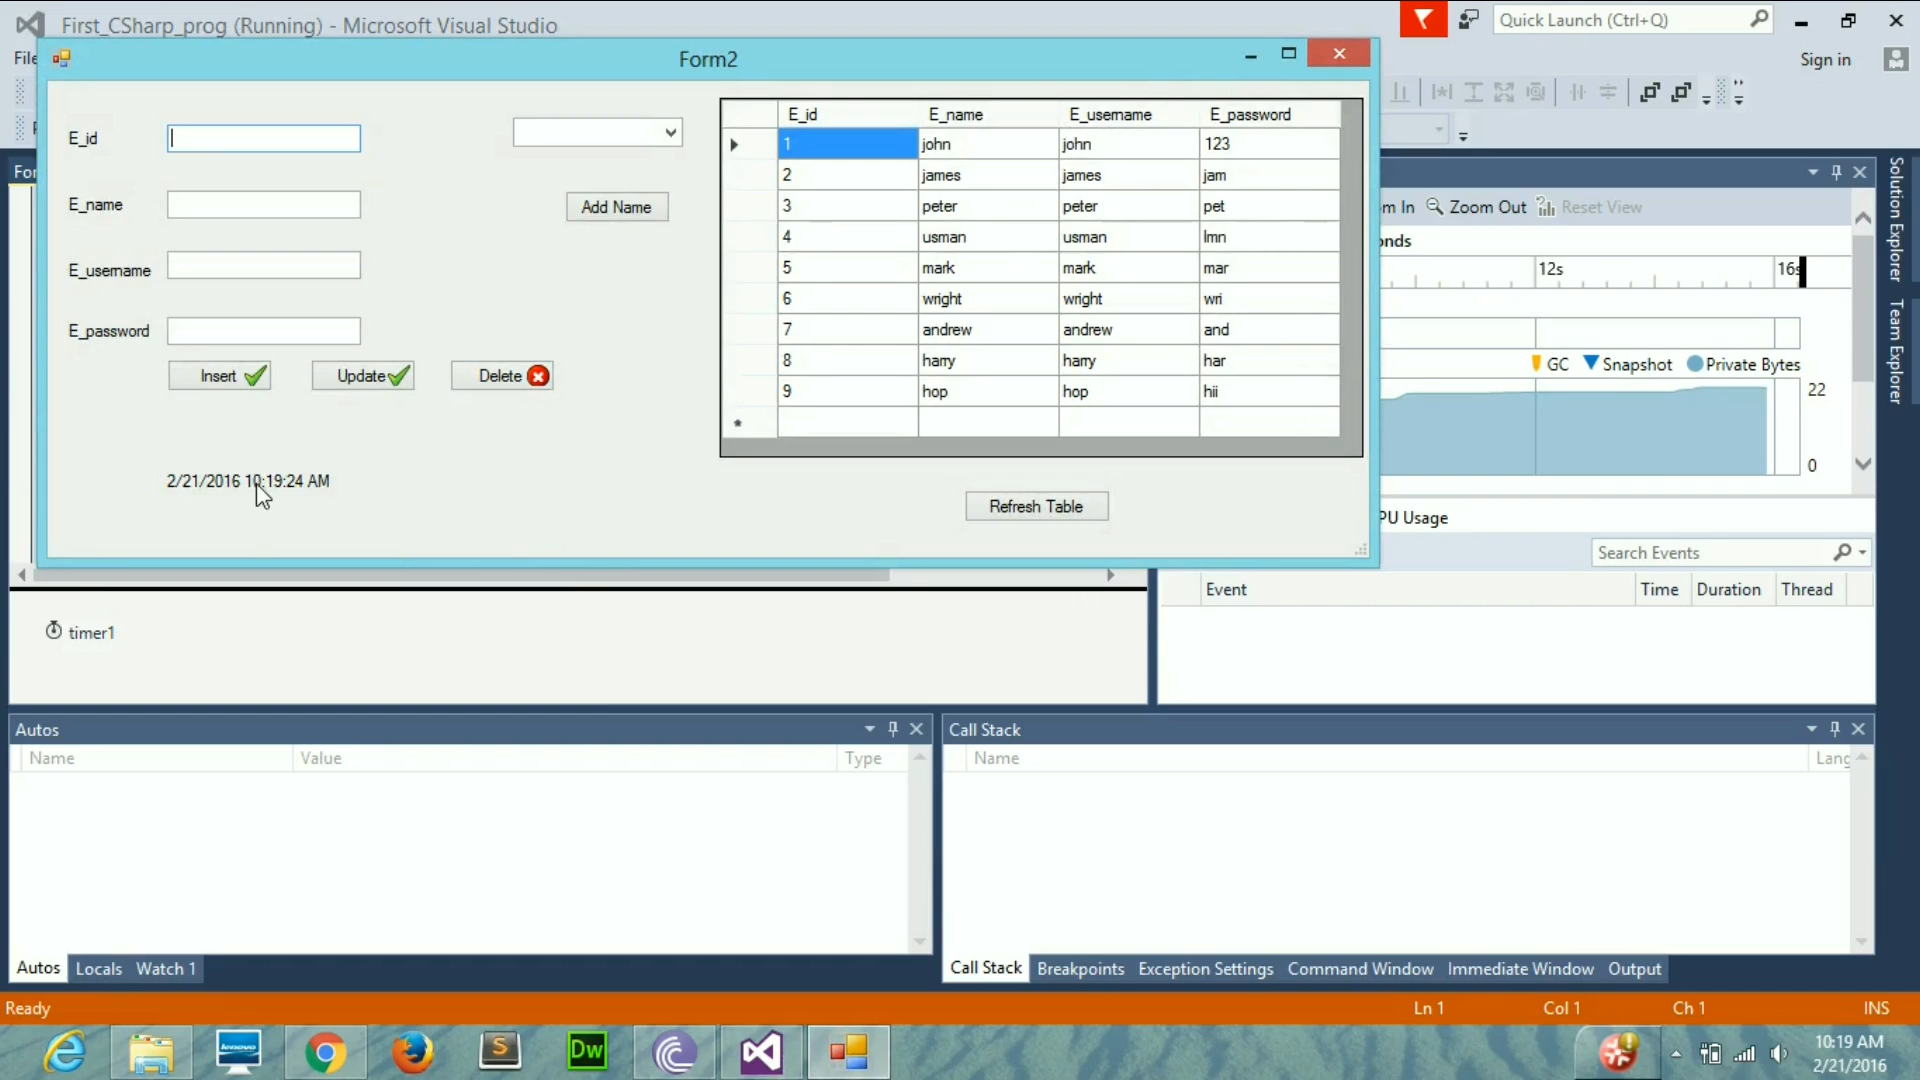 First_CSharp_prog (Running) - Microsoft Visual Studio
Quick Launch (Ctrl+Q)
Form2
Sign in
E_id
E_name
E_username
E_password
Add Name
Insert
Update
Delete
2/21/2016 10:19:24 AM
E_id E_name E_username E_password
1 john john 123
2 james james jam
3 peter peter pet
4 usman usman lmn
5 mark mark mar
6 wright wright wri
7 andrew andrew and
8 harry harry har
9 hop hop hii
*
Refresh Table
Zoom Out Reset View
12s
GC Snapshot Private Bytes
22
0
Search Events
Event Time Duration Thread
Solution Explorer
Team Explorer
timer1
Autos
Name Value Type
Autos Locals Watch 1
Call Stack
Name
Call Stack Breakpoints Exception Settings Command Window Immediate Window Output
Ready
Ln 1 Col 1 Ch 1 INS
lenovo
S
Dw
10:19 AM
2/21/2016